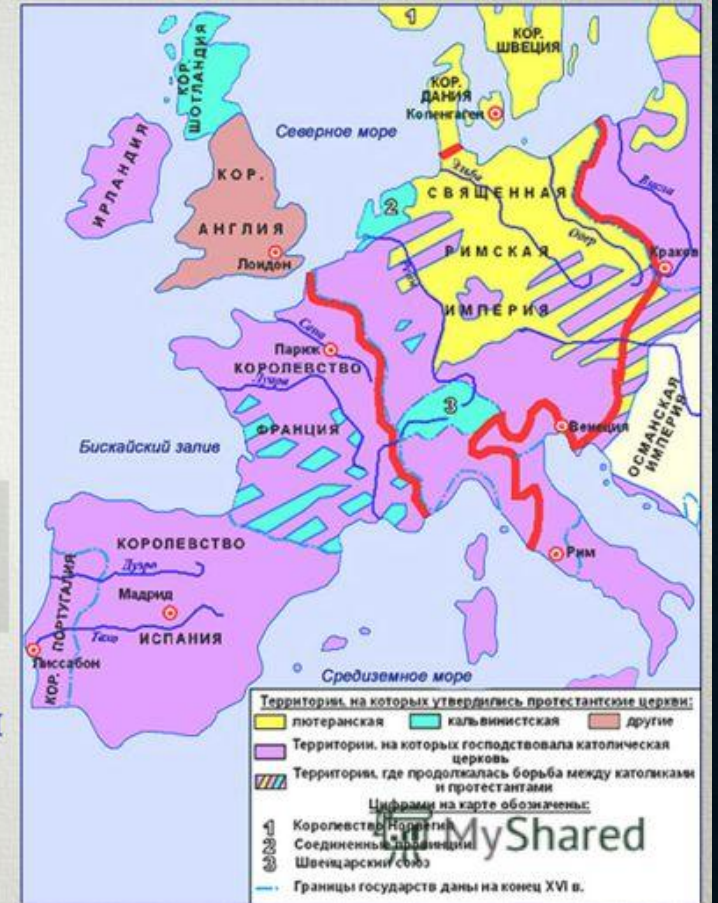 1
КОР.
ШВЕЦИЯ
КОР.
ДАНИЯ
Копенгаген
КОР.
ШОТЛАНДИЯ
Северное море
ИРЛАНДИЯ
КОР.
АНГЛИЯ
Лондон
2
Эльба
СВЯЩЕННАЯ
Висла
Одер
РИМСКАЯ
Краков
Рейн
ИМПЕРИЯ
Сена
Париж
КОРОЛЕВСТВО
Луара
3
ФРАНЦИЯ
Венеция
ОСМАНСКАЯ
ИМПЕРИЯ
Бискайский залив
КОРОЛЕВСТВО
Дуэро
Рим
Мадрид
КОР. ПОРТУГАЛИЯ
Тахо
ИСПАНИЯ
Лиссабон
Средиземное море
Территории, на которых утвердились протестантские церкви:
лютеранская
кальвинистская
другие
Территории, на которых господствовала католическая
церковь
Территории, где продолжалась борьба между католиками
и протестантами
Цифрами на карте обозначены:
1 Королевство Норвегия
2 Соединенные провинции
3 Швейцарский союз
MyShared
Границы государств даны на конец XVI в.